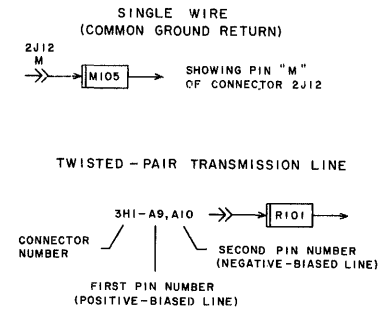 SINGLE WIRE
(COMMON GROUND RETURN)
2J12
M
M105
SHOWING PIN "M"
OF CONNECTOR 2J12
TWISTED-PAIR TRANSMISSION LINE
3H1-A9, A10
R101
CONNECTOR
NUMBER
SECOND PIN NUMBER
(NEGATIVE-BIASED LINE)
FIRST PIN NUMBER
(POSITIVE-BIASED LINE)